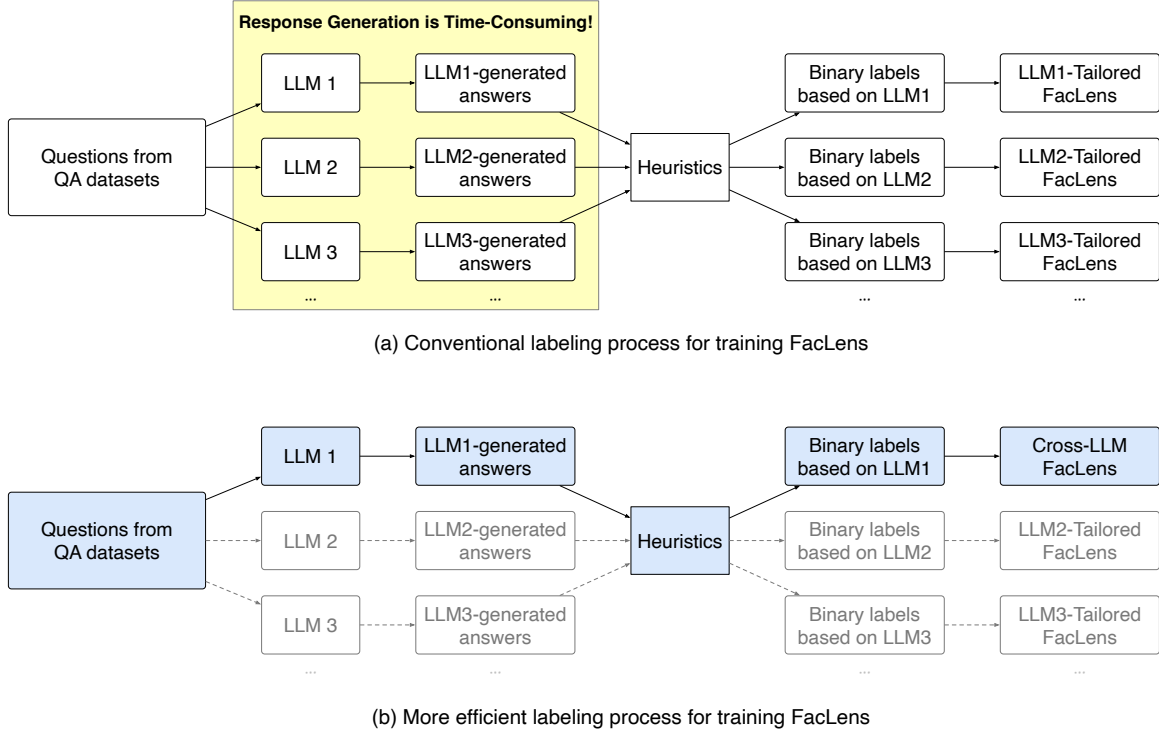 Response Generation is Time-Consuming!
Questions from
QA datasets
LLM 1
LLM1-generated
answers
LLM 2
LLM2-generated
answers
LLM 3
LLM3-generated
answers
...
...
Heuristics
Binary labels
based on LLM1
LLM1-Tailored
FacLens
Binary labels
based on LLM2
LLM2-Tailored
FacLens
Binary labels
based on LLM3
LLM3-Tailored
FacLens
...
...
(a) Conventional labeling process for training FacLens
Questions from
QA datasets
LLM 1
LLM1-generated
answers
LLM 2
LLM2-generated
answers
LLM 3
LLM3-generated
answers
...
...
Heuristics
Binary labels
based on LLM1
Cross-LLM
FacLens
Binary labels
based on LLM2
LLM2-Tailored
FacLens
Binary labels
based on LLM3
LLM3-Tailored
FacLens
...
...
(b) More efficient labeling process for training FacLens